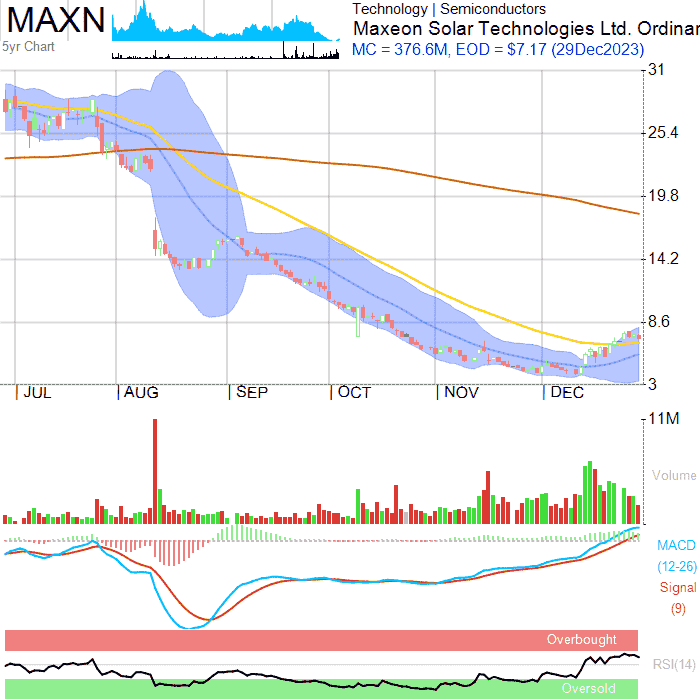 MAXN
5yr Chart
Technology | Semiconductors
Maxeon Solar Technologies Ltd. Ordinar
MC = 376.6M, EOD = $7.17 (29Dec2023)
31
25.4
19.8
14.2
8.6
3
JUL AUG SEP OCT NOV DEC
11M
Volume
MACD
(12-26)
Signal
(9)
Overbought
RSI(14)
Oversold